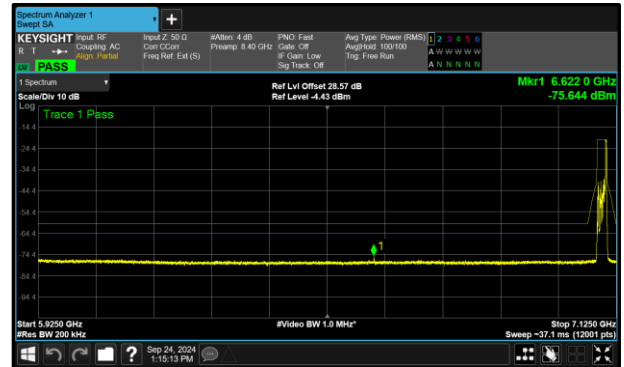 Spectrum Analyzer 1
Swept SA
+
KEYSIGHT Input: RF Input Z: 50 Ω #Atten: 4 dB PNO: Fast Avg Type: Power (RMS) 1 2 3 4 5 6
R T Coupling: AC Corr CCorr Preamp: 8.40 GHz Gate: Off Avg|Hold: 100/100 A W W W W W
Align: Partial Freq Ref: Ext (S) IF Gain: Low Trig: Free Run
PASS Sig Track: Off A N N N N N
1 Spectrum Ref Lvl Offset 28.57 dB Mkr1 6.622 0 GHz
Scale/Div 10 dB Ref Level -4.43 dBm -75.644 dBm
Log
Trace 1 Pass
-14.4
-24.4
-34.4
-44.4
-54.4
-64.4
1
-74.4
-84.4
-94.4
Start 5.9250 GHz #Video BW 1.0 MHz* Stop 7.1250 GHz
#Res BW 200 kHz Sweep ~37.1 ms (12001 pts)
? Sep 24, 2024
1:15:13 PM